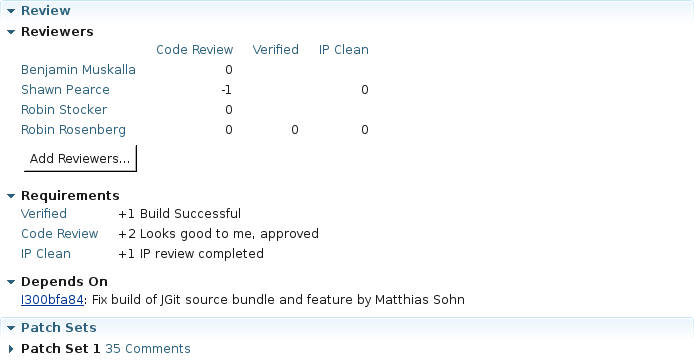 Review
Reviewers
Code Review Verified IP Clean
Benjamin Muskalla 0
Shawn Pearce -1 0
Robin Stocker 0
Robin Rosenberg 0 0 0
Add Reviewers...
Requirements
Verified +1 Build Successful
Code Review +2 Looks good to me, approved
IP Clean +1 IP review completed
Depends On
I300bfa84: Fix build of JGit source bundle and feature by Matthias Sohn
Patch Sets
Patch Set 1 35 Comments